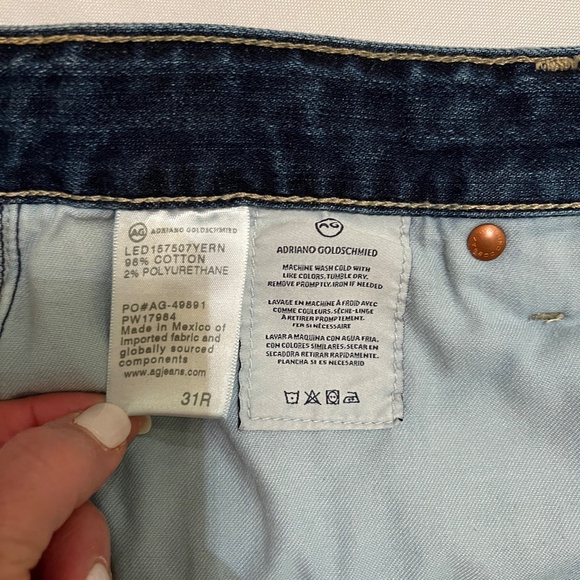 AG ADRIANO GOLDSCHMIED
LED157507YERN
98% COTTON
2% POLYURETHANE
PO#AG-49891
PW17984
Made in Mexico of
imported fabric and
globally sourced
components
www.agjeans.com
31R
AG
ADRIANO GOLDSCHMIED
MACHINE WASH COLD WITH
LIKE COLORS, TUMBLE DRY.
REMOVE PROMPTLY, IRON IF NEEDED
LAVAGE EN MACHINE À FROID AVEC
COMME COULEURS, SÈCHE-LINGE
À RETIRER PROMPTEMENT.
FER SI NÉCESSAIRE
LAVAR A MAQUINA CON AGUA FRIA,
CON COLORES SIMILARES, SECAR EN
SECADORA RETIRAR RAPIDAMENTE.
PLANCHA SI ES NECESARIO